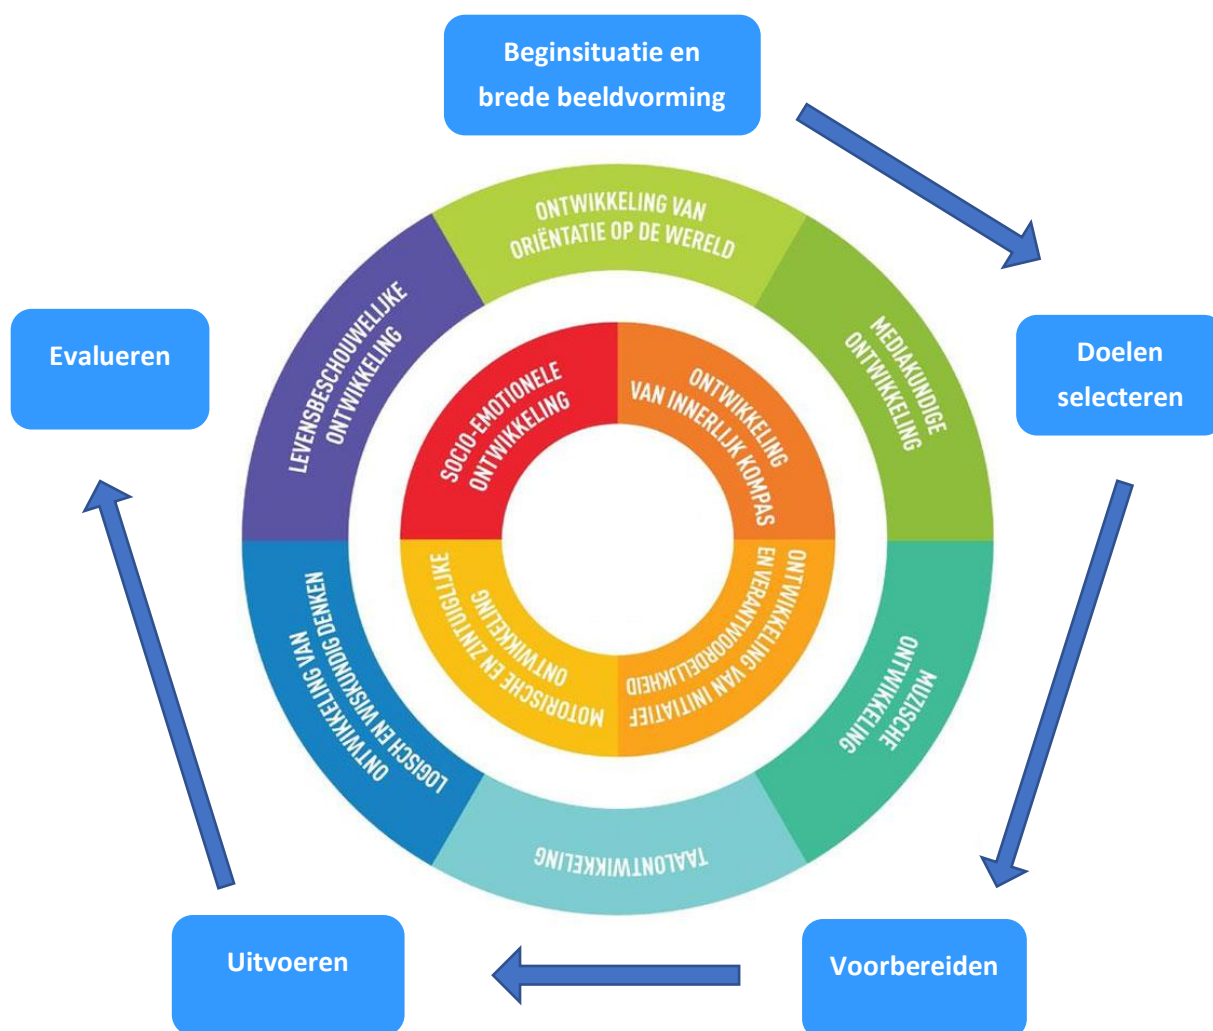 Beginsituatie en
brede beeldvorming
ONTWIKKELING VAN
ORIËNTATIE OP DE WERELD
LEVENSBESCHOUWELIJKE
ONTWIKKELING
MEDIAKUNDIGE
ONTWIKKELING
Evalueren
Doelen
selecteren
SOCIO-EMOTIONELE
ONTWIKKELING
ONTWIKKELING
VAN INNERLIJK KOMPAS
MOTORISCHE EN ZINTUIGLIJKE
ONTWIKKELING
ONTWIKKELING VAN INITIATIEF
EN VERANTWOORDELIJKHEID
ONTWIKKELING VAN
LOGISCH EN WISKUNDIG DENKEN
MUZISCHE
ONTWIKKELING
TAALONTWIKKELING
Uitvoeren
Voorbereiden